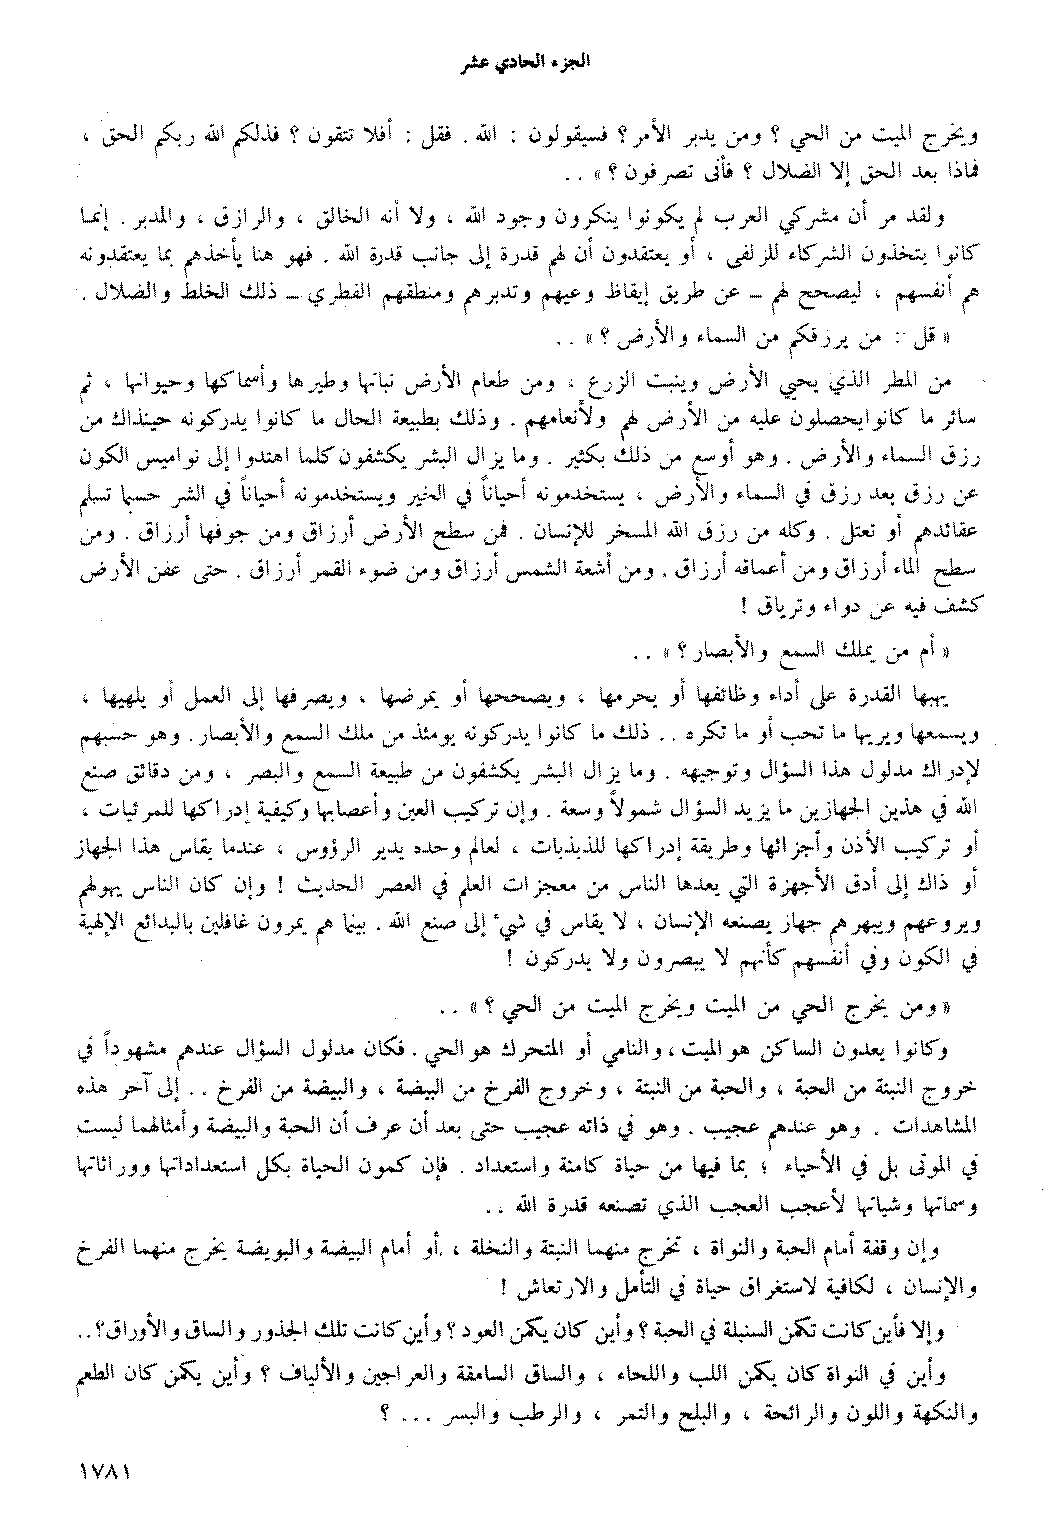 الجزء الحادي عشر
ويخرج الميت من الحي ؟ ومن يدبر الأمر؟ فسيقولون : الله . فقل : أفلا تتقون ؟ فذلكم الله ربكم الحق ،
فماذا بعد الحق إلا الضلال ؟ فأنى تصرفون ؟ » . .
ولقد مر أن مشركي العرب لم يكونوا ينكرون وجود الله ، ولا أنه الخالق ، والرازق ، والمدبر . إنما
كانوا يتخذون الشركاء للزلفى ، أو يعتقدون أن لهم قدرة إلى جانب قدرة الله . فهو هنا يأخذهم بما يعتقدونه
هم أنفسهم ، ليصحح لهم – عن طريق إيقاظ وعيهم وتدبرهم ومنطقهم الفطري – ذلك الخلط والضلال .
« قل : من يرزقكم من السماء والأرض ؟ » . .
من المطر الذي يحيي الأرض وينبت الزرع ، ومن طعام الأرض نباتها وطيرها وأسماكها وحيوانها ، ثم
سائر ما كانوا يحصلون عليه من الأرض لهم ولأنعامهم . وذلك بطبيعة الحال ما كانوا يدركونه حينذاك من
رزق السماء والأرض . وهو أوسع من ذلك بكثير . وما يزال البشر يكشفون كلما اهتدوا إلى نواميس الكون
عن رزق بعد رزق في السماء والأرض ، يستخدمونه أحياناً في الخير ويستخدمونه أحياناً في الشر حسبما تسلم
عقائدهم أو تعتل . وكله من رزق الله المسخر للإنسان . فمن سطح الأرض أرزاق ومن جوفها أرزاق . ومن
سطح الماء أرزاق ومن أعماقه أرزاق . ومن أشعة الشمس أرزاق ومن ضوء القمر أرزاق . حتى عفن الأرض
كشف فيه عن دواء وترياق !
« أم من يملك السمع والأبصار ؟ » . .
يهبها القدرة على أداء وظائفها أو يحرمها ، ويصححها أو يمرضها ، ويصرفها إلى العمل أو يلهيها ،
ويسمعها ويريها ما تحب أو ما تكره . . ذلك ما كانوا يدركونه يومئذ من ملك السمع والأبصار . وهو حسبهم
لإدراك مدلول هذا السؤال وتوجيهه . وما يزال البشر يكشفون من طبيعة السمع والبصر ، ومن دقائق صنع
الله في هذين الجهازين ما يزيد السؤال شمولاً وسعة . وإن تركيب العين وأعصابها وكيفية إدراكها للمرئيات ،
أو تركيب الأذن وأجزائها وطريقة إدراكها للذبذبات ، لعالم وحده يدير الرؤوس ، عندما يقاس هذا الجهاز
أو ذاك إلى أدق الأجهزة التي يعدها الناس من معجزات العلم في العصر الحديث ! وإن كان الناس يهولهم
ويروعهم ويبهرهم جهاز يصنعه الإنسان ، لا يقاس في شيء إلى صنع الله . بينما هم يمرون غافلين بالبدائع الإلهية
في الكون وفي أنفسهم كأنهم لا يبصرون ولا يدركون !
« ومن يخرج الحي من الميت ويخرج الميت من الحي ؟ » . .
وكانوا يعدون الساكن هو الميت ، والنامي أو المتحرك هو الحي . فكان مدلول السؤال عندهم مشهوداً في
خروج النبتة من الحبة ، والحبة من النبتة ، وخروج الفرخ من البيضة ، والبيضة من الفرخ . . إلى آخر هذه
المشاهدات . وهو عندهم عجيب . وهو في ذاته عجيب حتى بعد أن عرف أن الحبة والبيضة وأمثالهما ليست
في الموتى بل في الأحياء ؛ بما فيها من حياة كامنة واستعداد . فإن كمون الحياة بكل استعداداتها ووراثاتها
وسماتها وشياتها لأعجب العجب الذي تصنعه قدرة الله . .
وإن وقفة أمام الحبة والنواة ، تخرج منهما النبتة والنخلة ، أو أمام البيضة والبويضة يخرج منهما الفرخ
والإنسان ، لكافية لاستغراق حياة في التأمل والارتعاش !
وإلا فأين كانت تكمن السنبلة في الحبة ؟ وأين كان يكمن العود ؟ وأين كانت تلك الجذور والساق والأوراق؟ . .
وأين في النواة كان يكمن اللب واللحاء ، والساق السامقة والعراجين والألياف ؟ وأين يكمن كان الطعم
والنكهة واللون والرائحة ، والبلح والتمر ، والرطب والبسر ... ؟
١٧٨١